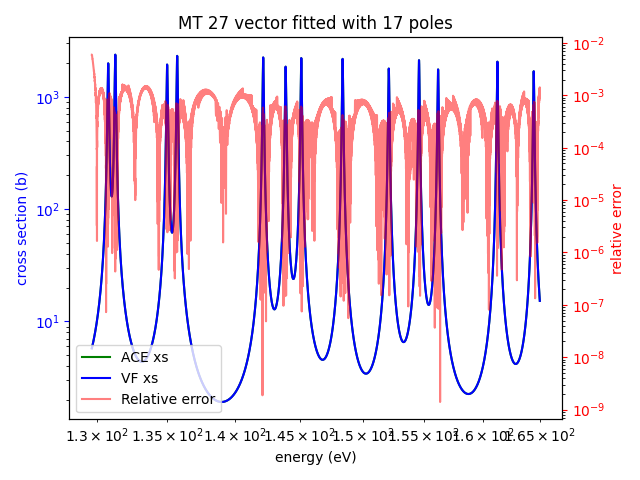 MT 27 vector fitted with 17 poles
cross section (b)
10³
10²
10¹
10⁻²
10⁻³
10⁻⁴
10⁻⁵
10⁻⁶
10⁻⁷
10⁻⁸
10⁻⁹
relative error
ACE xs
VF xs
Relative error
1.3 × 10² 1.35 × 10² 1.4 × 10² 1.45 × 10² 1.5 × 10² 1.55 × 10² 1.6 × 10² 1.65 × 10²
energy (eV)